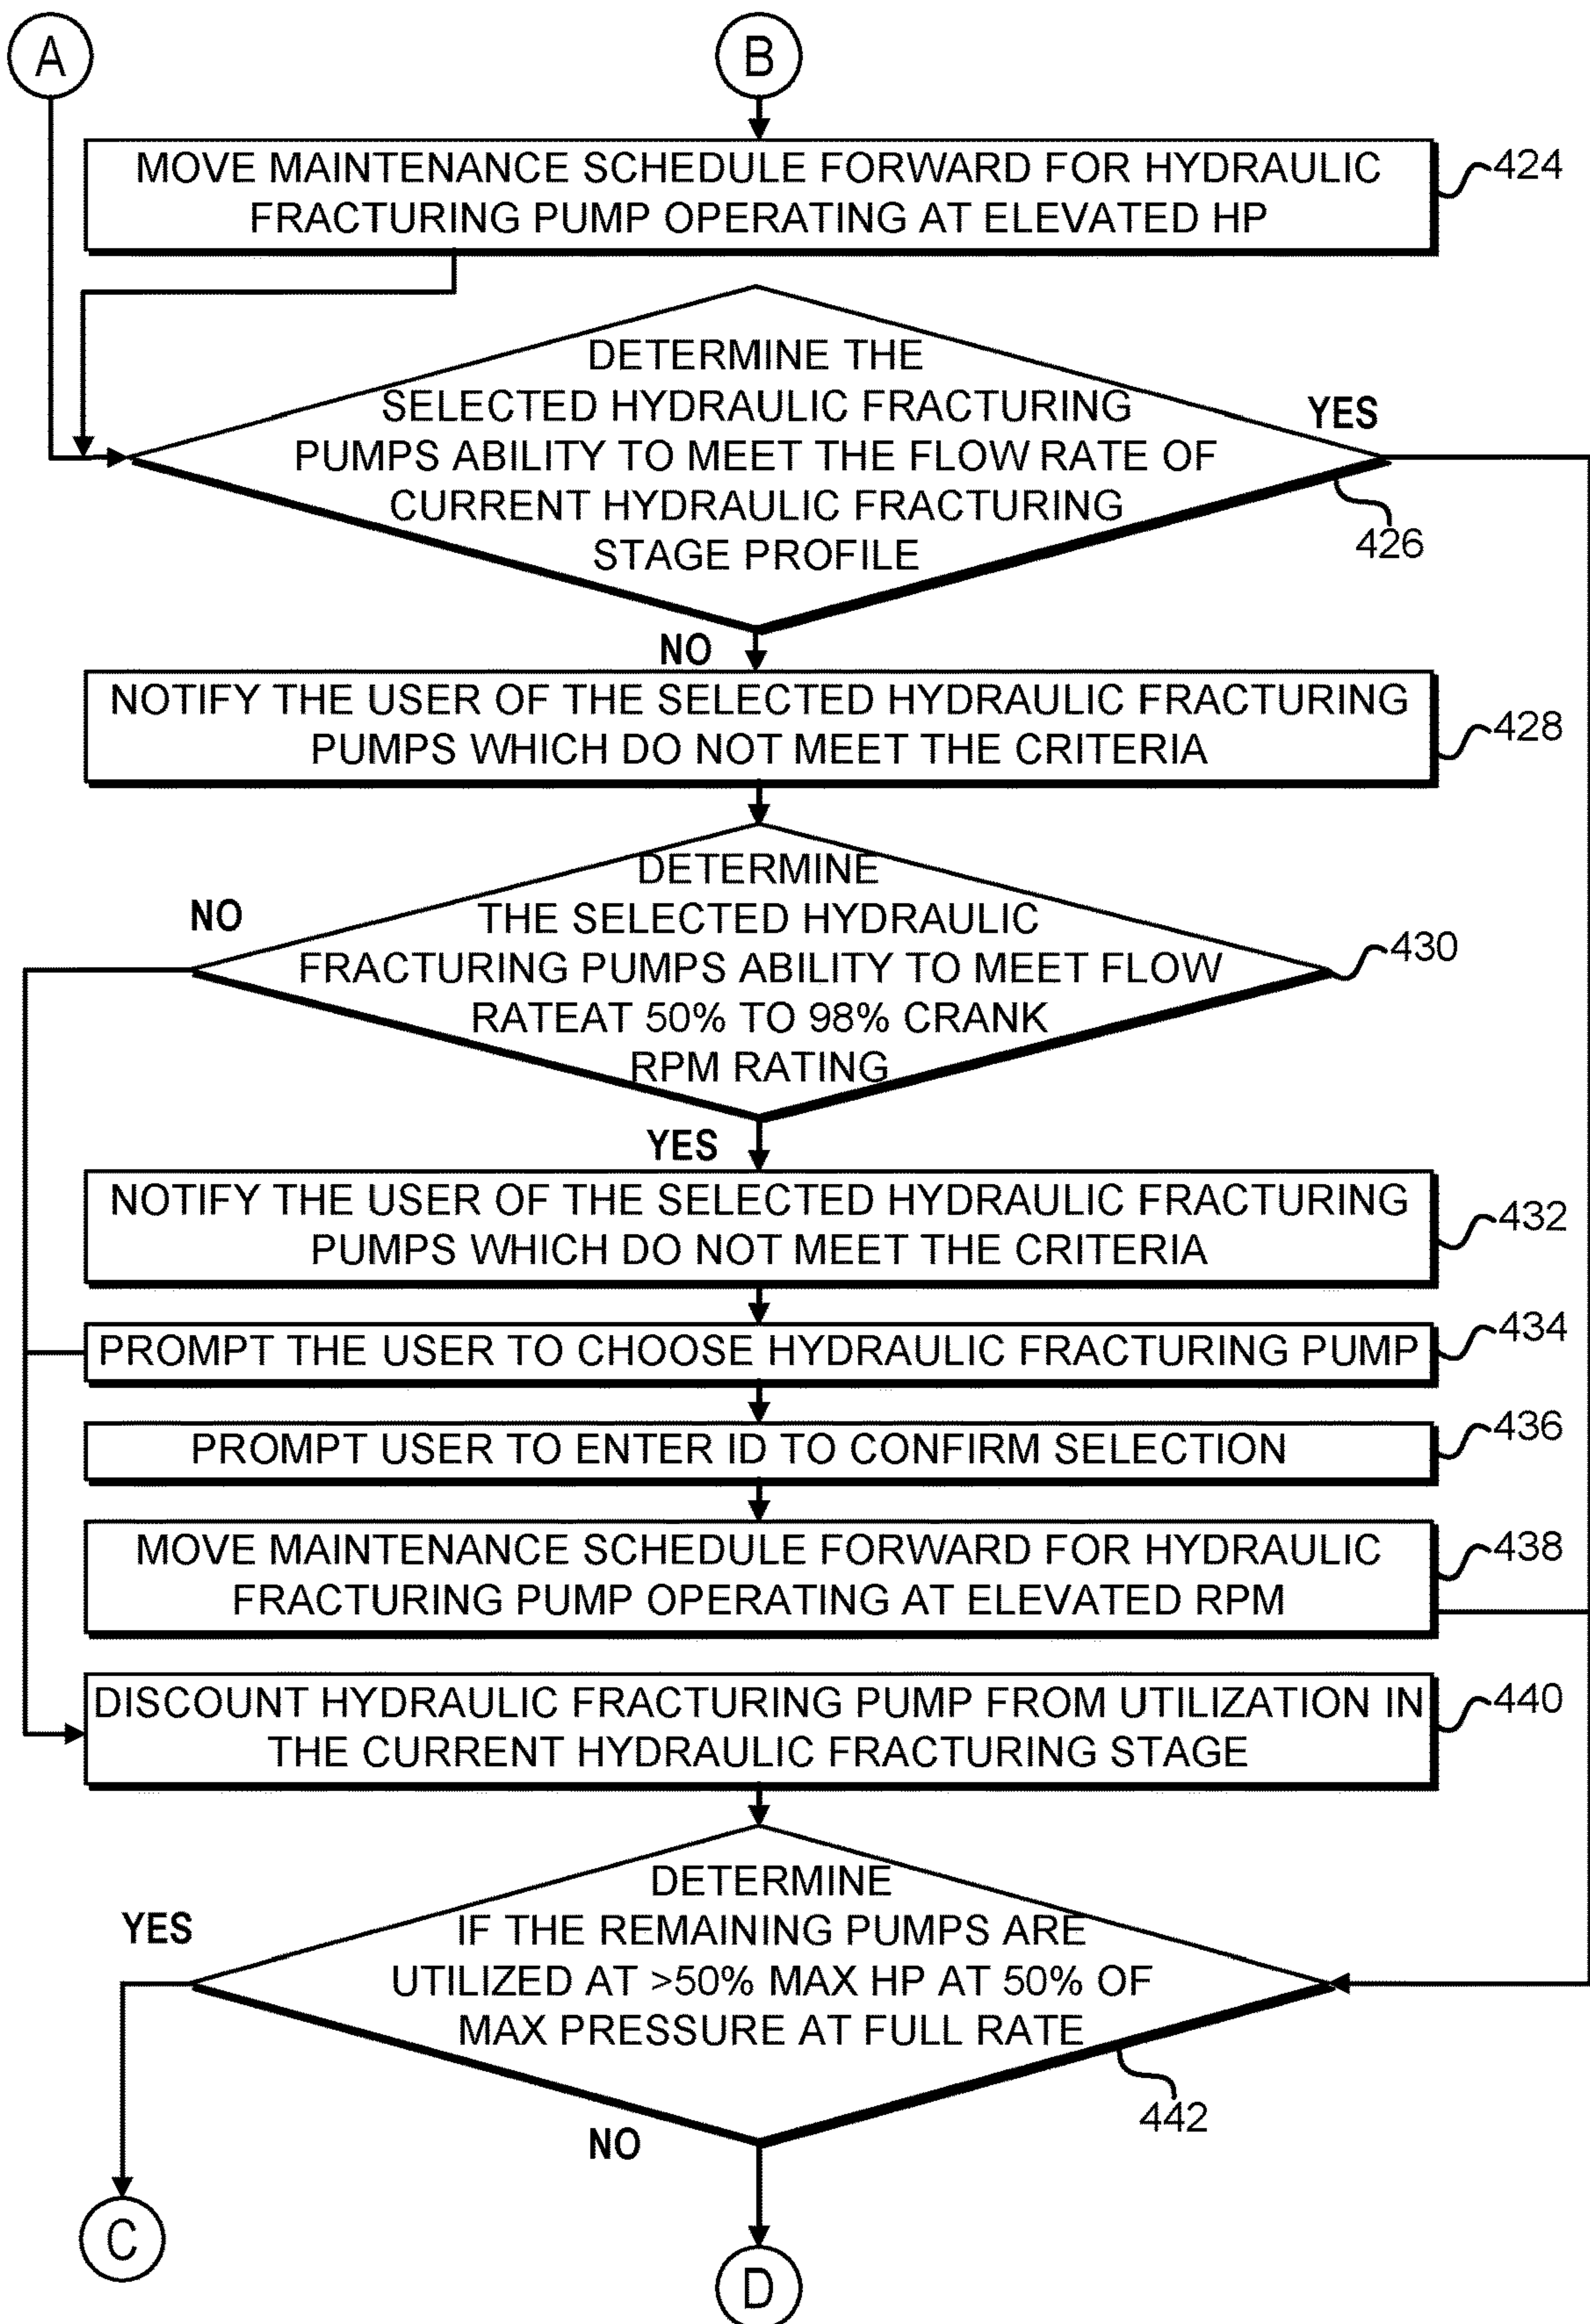 A
B
MOVE MAINTENANCE SCHEDULE FORWARD FOR HYDRAULIC
FRACTURING PUMP OPERATING AT ELEVATED HP
424
DETERMINE THE
SELECTED HYDRAULIC FRACTURING
PUMPS ABILITY TO MEET THE FLOW RATE OF
CURRENT HYDRAULIC FRACTURING
STAGE PROFILE
YES
426
NO
NOTIFY THE USER OF THE SELECTED HYDRAULIC FRACTURING
PUMPS WHICH DO NOT MEET THE CRITERIA
428
DETERMINE
THE SELECTED HYDRAULIC
FRACTURING PUMPS ABILITY TO MEET FLOW
RATEAT 50% TO 98% CRANK
RPM RATING
NO
430
YES
NOTIFY THE USER OF THE SELECTED HYDRAULIC FRACTURING
PUMPS WHICH DO NOT MEET THE CRITERIA
432
PROMPT THE USER TO CHOOSE HYDRAULIC FRACTURING PUMP
434
PROMPT USER TO ENTER ID TO CONFIRM SELECTION
436
MOVE MAINTENANCE SCHEDULE FORWARD FOR HYDRAULIC
FRACTURING PUMP OPERATING AT ELEVATED RPM
438
DISCOUNT HYDRAULIC FRACTURING PUMP FROM UTILIZATION IN
THE CURRENT HYDRAULIC FRACTURING STAGE
440
DETERMINE
IF THE REMAINING PUMPS ARE
UTILIZED AT >50% MAX HP AT 50% OF
MAX PRESSURE AT FULL RATE
YES
442
NO
C
D